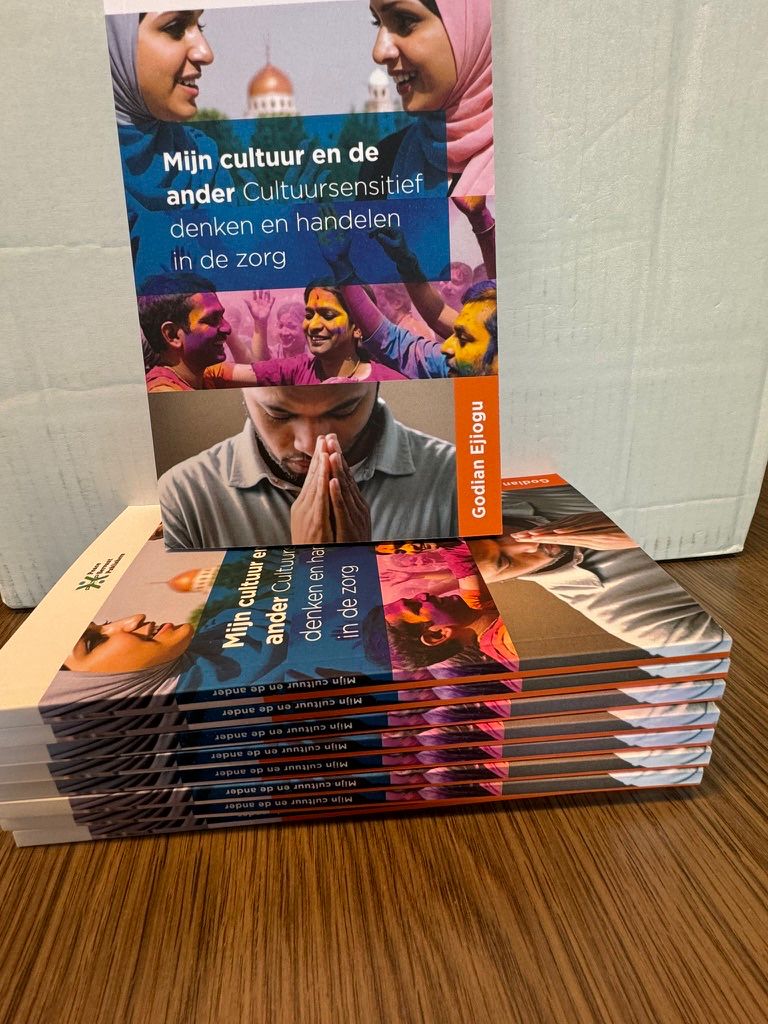 Mijn cultuur en de
ander Cultuursensitief
denken en handelen
in de zorg
Godian Ejiogu
Godian
Mijn cultuur en
ander Cultuur
denken en han
in de zorg
Mijn cultuur en de ander
Mijn cultuur en de ander
Mijn cultuur en de ander
Mijn cultuur en de ander
Mijn cultuur en de ander
Mijn cultuur en de ander
Mijn cultuur en de ander